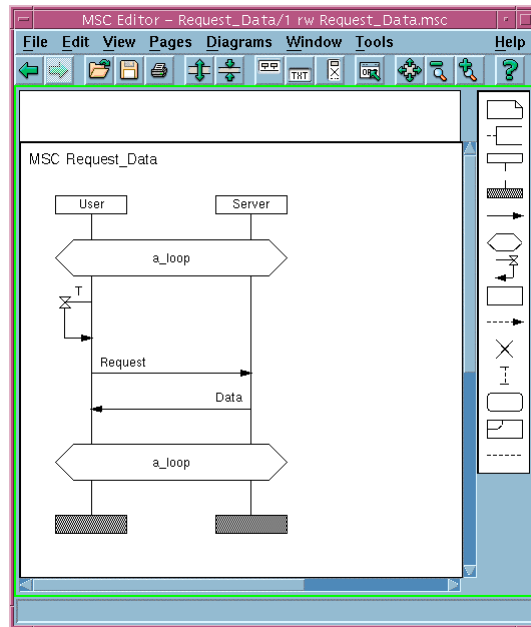 MSC Editor – Request_Data/1 rw Request_Data.msc
File Edit View Pages Diagrams Window Tools Help
TXT
?
MSC Request_Data
User Server
a_loop
T
Request
Data
a_loop